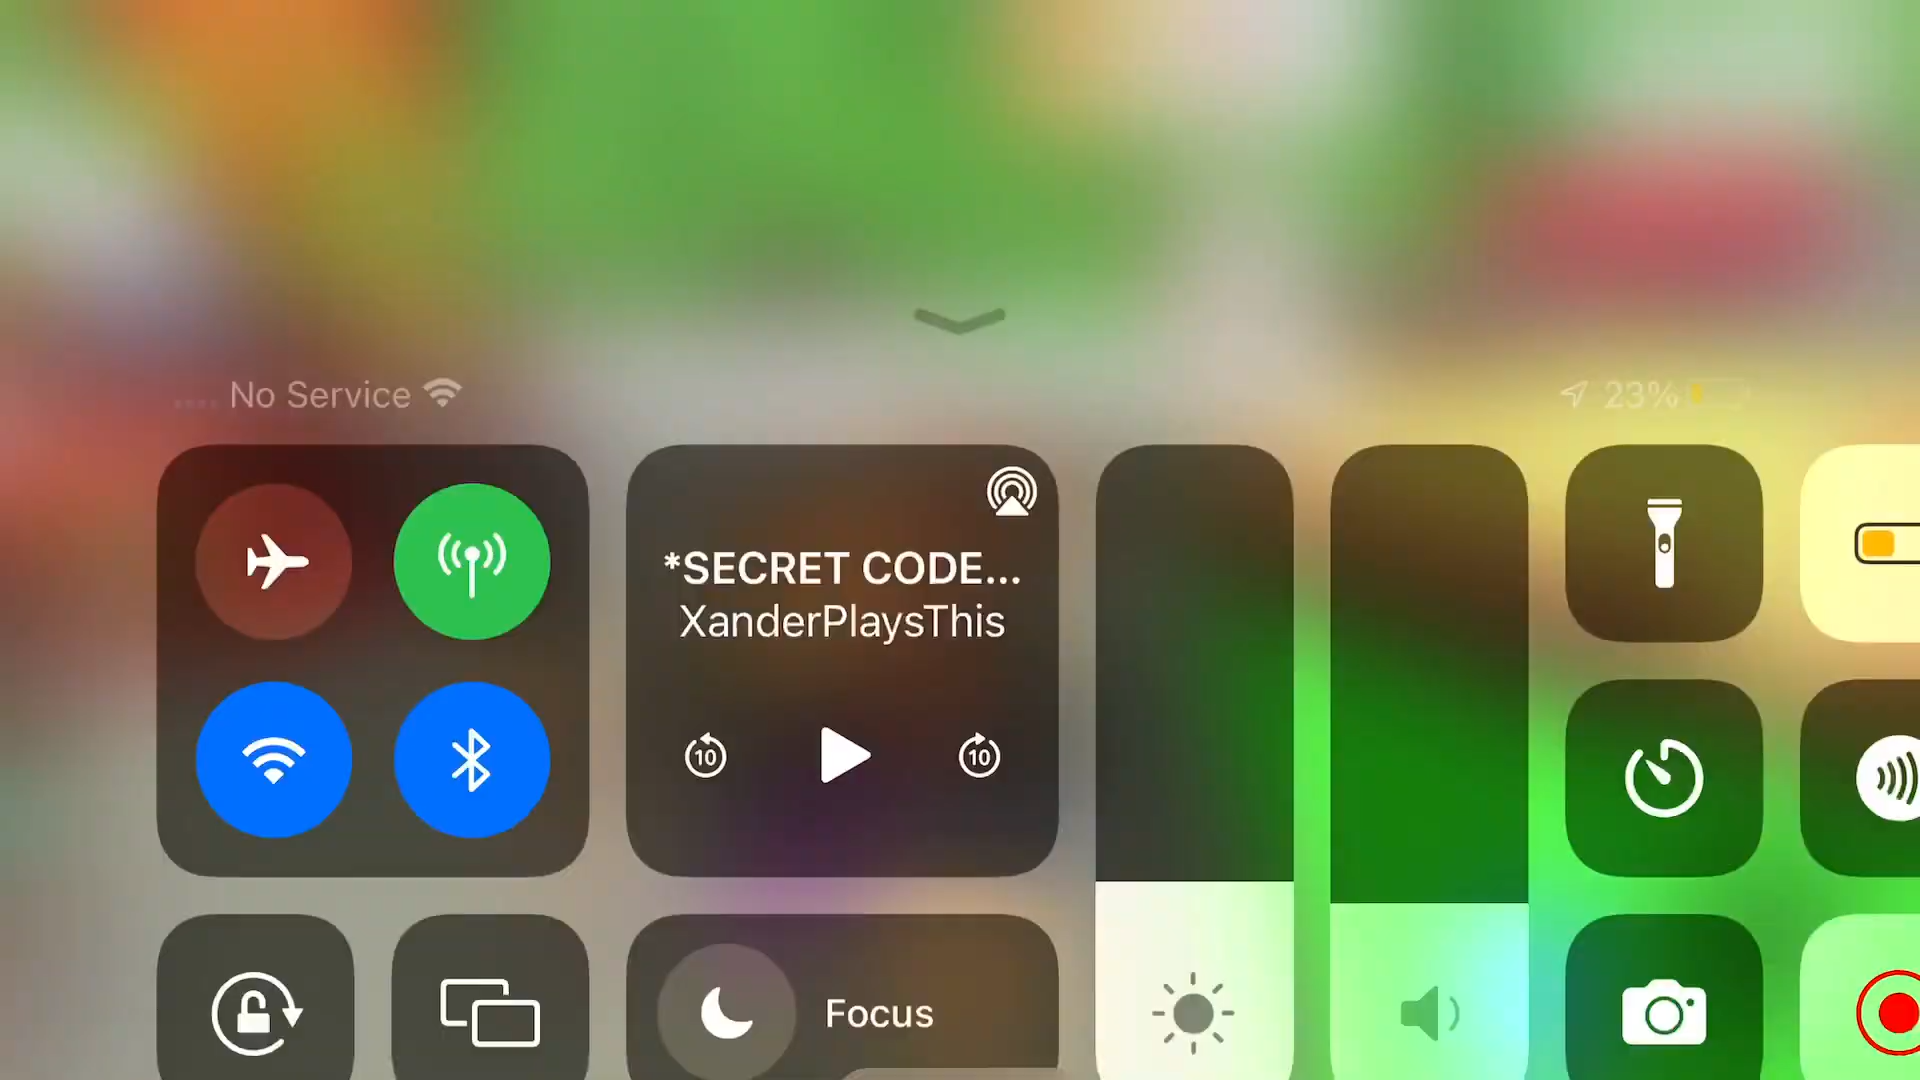 No Service
23%
*SECRET CODE...
XanderPlaysThis
10
10
Focus